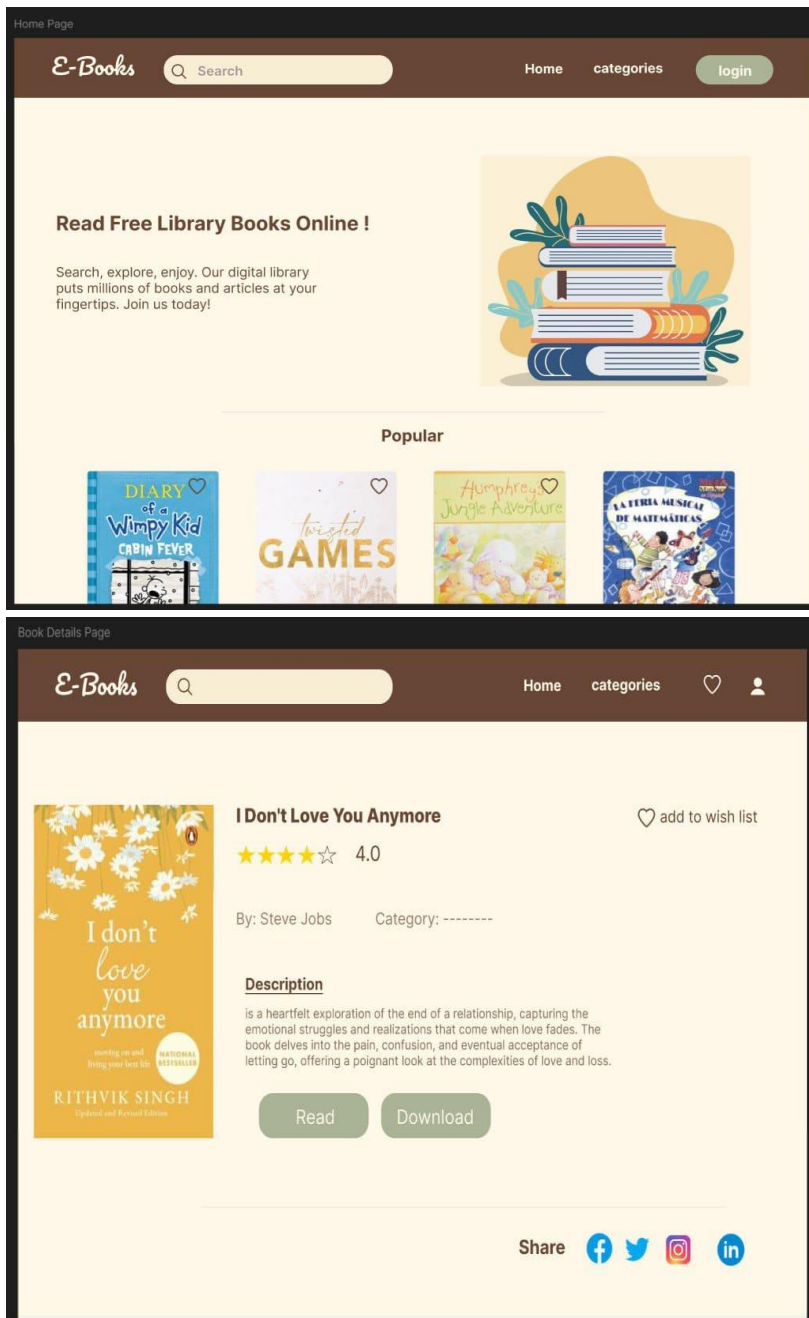 Home Page
E-Books
Search
Home
categories
login
Read Free Library Books Online !
Search, explore, enjoy. Our digital library
puts millions of books and articles at your
fingertips. Join us today!
Popular
DIARY
of a
Wimpy Kid
CABIN FEVER
twisted
GAMES
Humphrey's
Jungle Adventure
LA FERIA MUSICAL
DE MATEMÁTICAS
Book Details Page
E-Books
Home
categories
I Don't Love You Anymore
add to wish list
4.0
By: Steve Jobs
Category: --------
Description
is a heartfelt exploration of the end of a relationship, capturing the
emotional struggles and realizations that come when love fades. The
book delves into the pain, confusion, and eventual acceptance of
letting go, offering a poignant look at the complexities of love and loss.
I don't
love
you
anymore
moving on and
living your best life
NATIONAL
BESTSELLER
RITHVIK SINGH
Updated and Revised Edition
Read
Download
Share